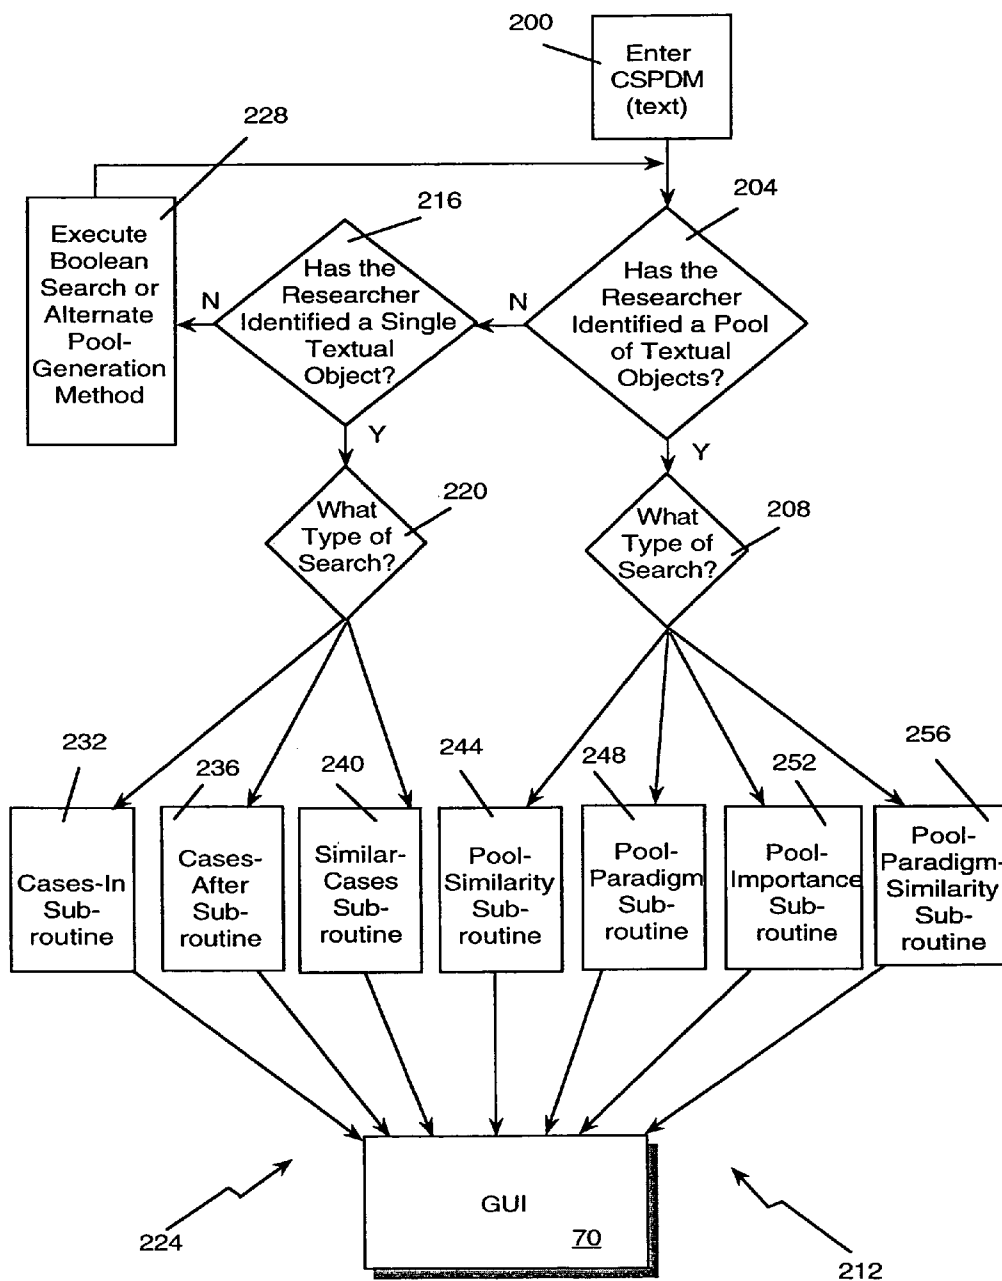 200
Enter
CSPDM
(text)
228
216
204
Execute
Boolean
Search or
Alternate
Pool-
Generation
Method
N
Has the
Researcher
Identified a Single
Textual
Object?
N
Has the
Researcher
Identified a Pool
of Textual
Objects?
Y
Y
220
What
Type of
Search?
208
What
Type of
Search?
232
236
240
244
248
252
256
Cases-In
Sub-
routine
Cases-
After
Sub-
routine
Similar-
Cases
Sub-
routine
Pool-
Similarity
Sub-
routine
Pool-
Paradigm
Sub-
routine
Pool-
Importance
Sub-
routine
Pool-
Paradigm-
Similarity
Sub-
routine
GUI
70
224
212